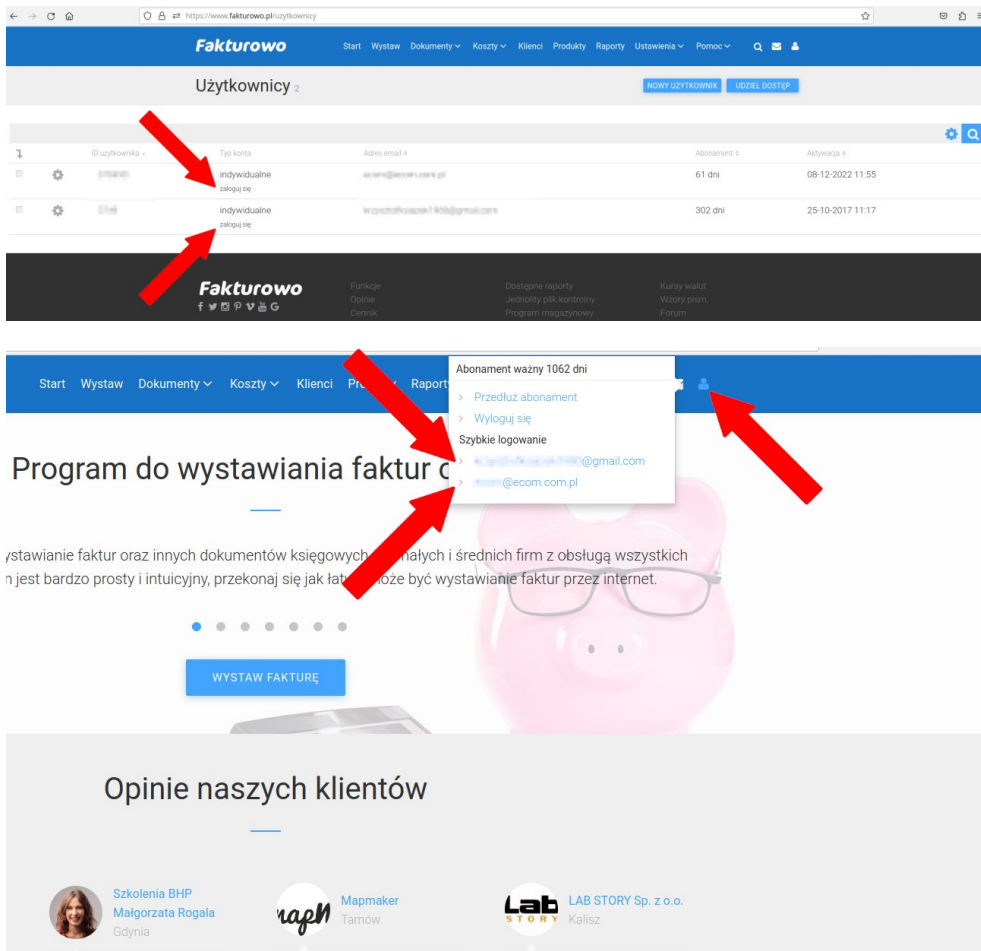 https://www.fakturowo.pl/uzytkownicy
Fakturowo
Start Wystaw Dokumenty Koszty Klienci Produkty Raporty Ustawienia Pomoc
Użytkownicy 2
NOWY UŻYTKOWNIK UDZIEL DOSTĘP
ID użytkownika Typ konta Adres email Abonament Aktywacja
indywidualne 61 dni 08-12-2022 11:55
zaloguj się
indywidualne 302 dni 25-10-2017 11:17
zaloguj się
Fakturowo
Funkcje Dostępne raporty Kursy walut
Opinie Jednolity plik kontrolny Wzory pism
Cennik Program magazynowy Forum
Start Wystaw Dokumenty Koszty Klienci
Abonament ważny 1062 dni
Przedłuż abonament
Wyloguj się
Szybkie logowanie
@gmail.com
@ecom.com.pl
Program do wystawiania faktur
faktur oraz innych dokumentów księgowych małych i średnich firm z obsługą wszystkich
jest bardzo prosty i intuicyjny, przekonaj się jak może być wystawianie faktur przez internet.
WYSTAW FAKTURĘ
Opinie naszych klientów
Szkolenia BHP
Małgorzata Rogala
Gdynia
Mapmaker
Tarnów
LAB STORY
LAB STORY Sp. z o.o.
Kalisz